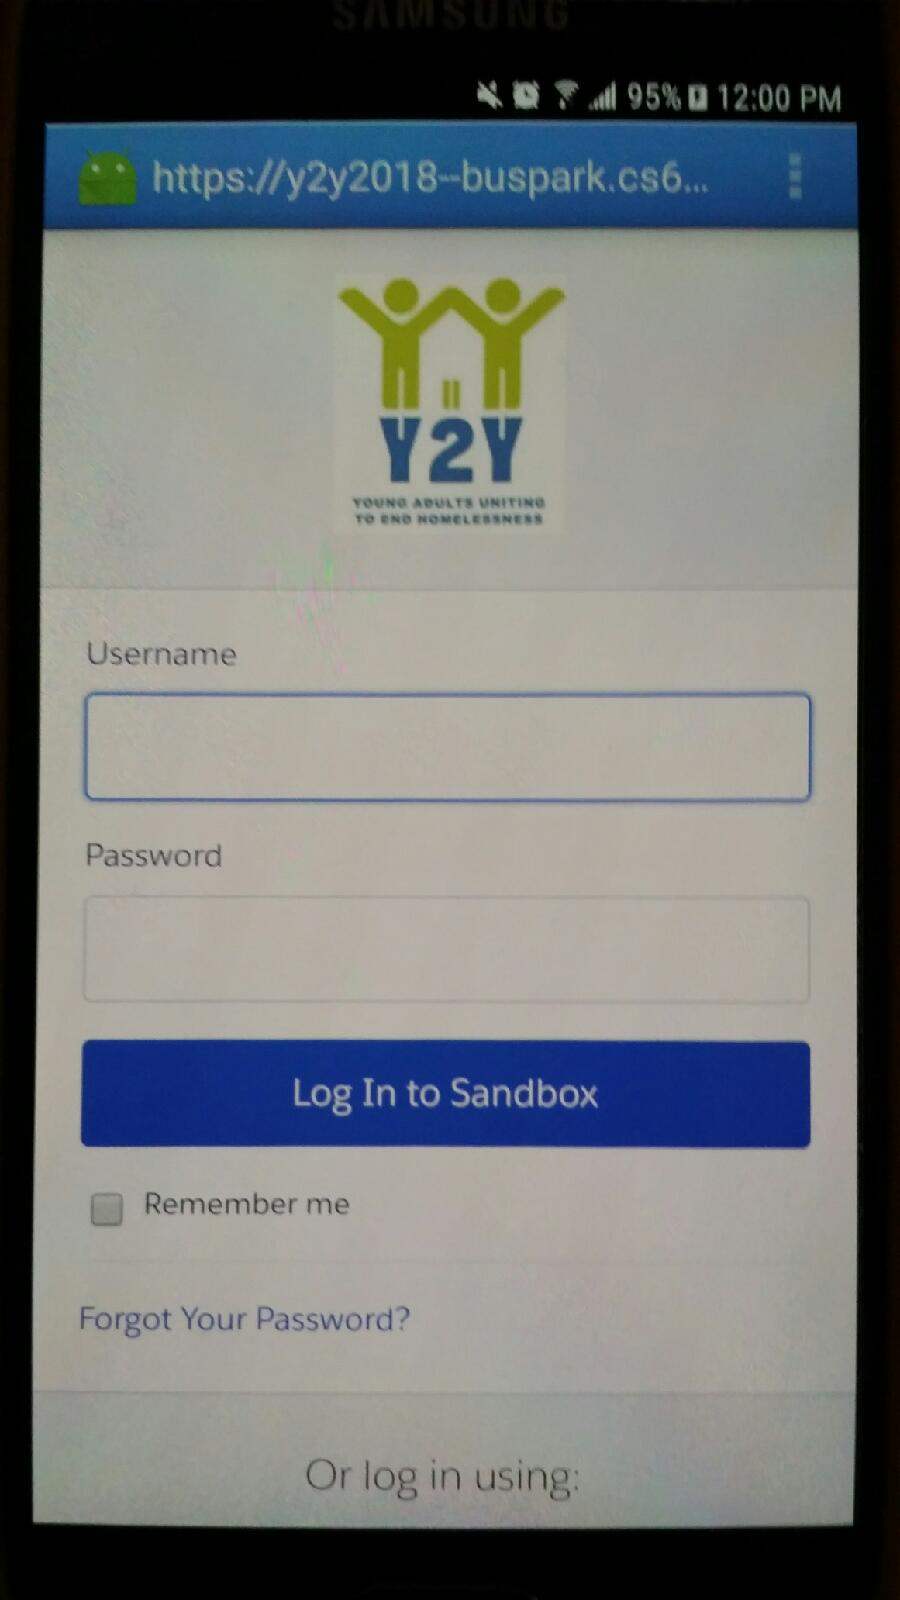 SAMSUNG
95% 12:00 PM
https://y2y2018--buspark.cs6...
Y2Y
YOUNG ADULTS UNITING
TO END HOMELESSNESS
Username
Password
Log In to Sandbox
Remember me
Forgot Your Password?
Or log in using: